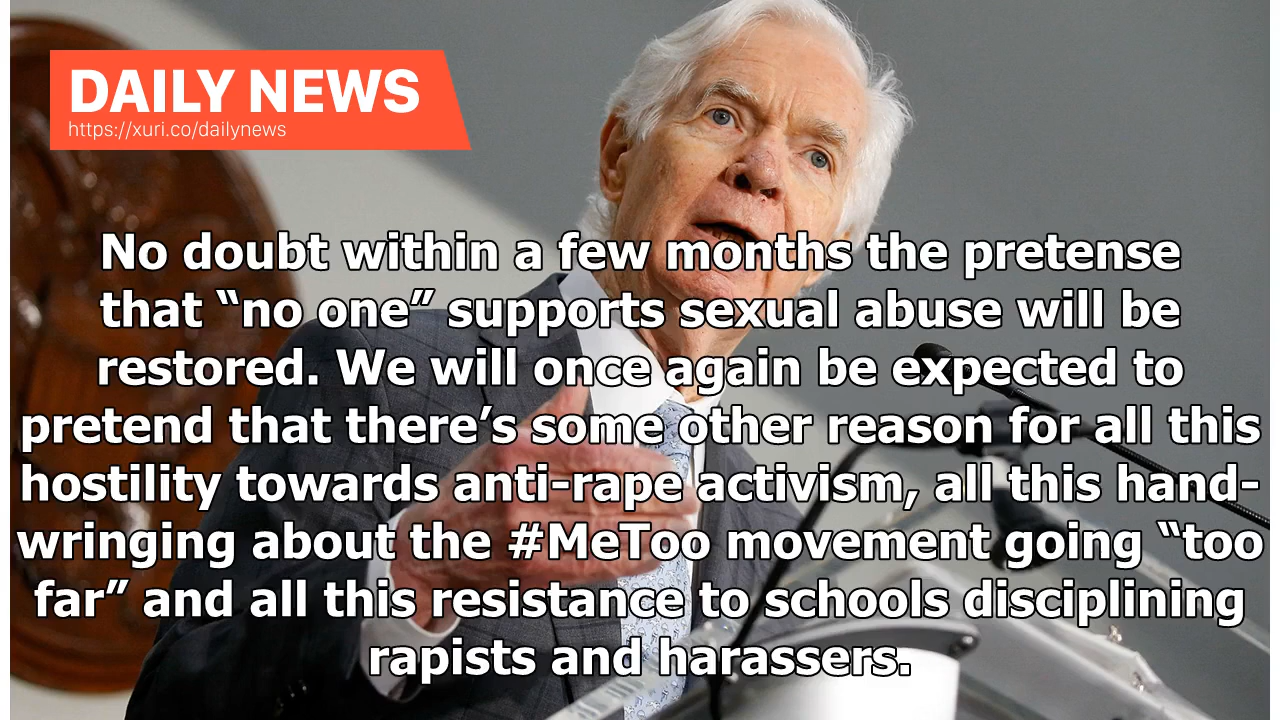 DAILY NEWS
https://xuri.co/dailynews
No doubt within a few months the pretense
that “no one” supports sexual abuse will be
restored. We will once again be expected to
pretend that there’s some other reason for all this
hostility towards anti-rape activism, all this hand-
wringing about the #MeToo movement going “too
far” and all this resistance to schools disciplining
rapists and harassers.